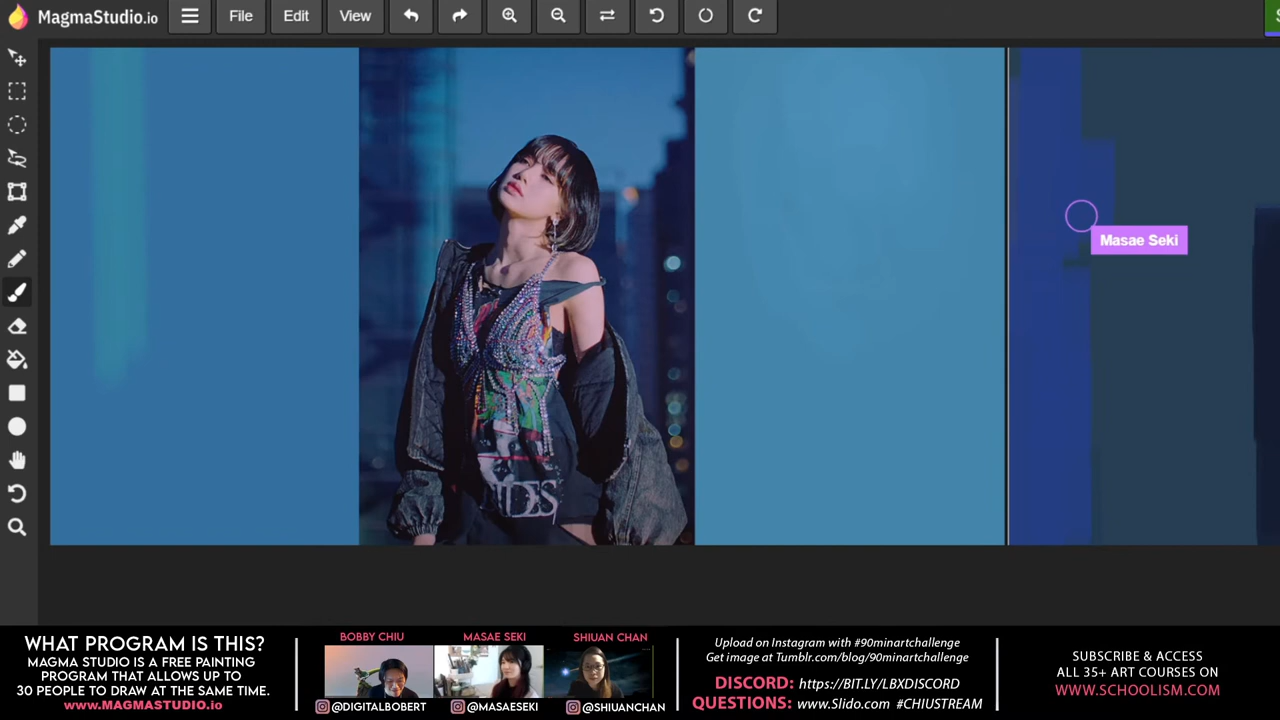 MagmaStudio.io
File
Edit
View
Masae Seki
IDES
WHAT PROGRAM IS THIS?
MAGMA STUDIO IS A FREE PAINTING
PROGRAM THAT ALLOWS UP TO
30 PEOPLE TO DRAW AT THE SAME TIME.
www.MAGMASTUDIO.io
BOBBY CHIU
MASAE SEKI
SHIUAN CHAN
@DIGITALBOBERT
@MASAESEKI
@SHIUANCHAN
Upload on Instagram with #90minartchallenge
Get image at Tumblr.com/blog/90minartchallenge
DISCORD: https://BIT.LY/LBXDISCORD
QUESTIONS: www.Slido.com #CHIUSTREAM
SUBSCRIBE & ACCESS
ALL 35+ ART COURSES ON
WWW.SCHOOLISM.COM